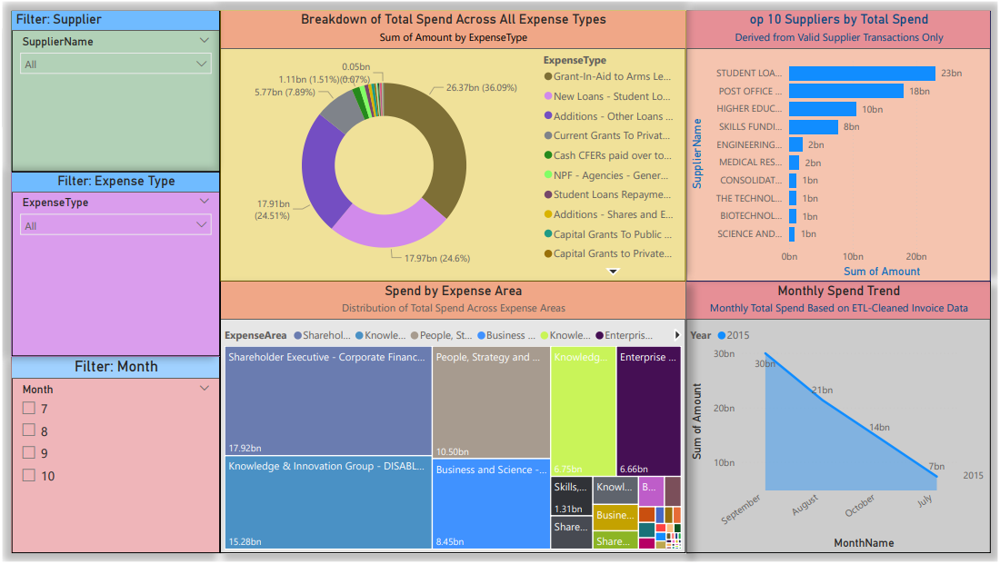 Filter: Supplier
SupplierName
All
Filter: Expense Type
ExpenseType
All
Filter: Month
Month
7
8
9
10
Breakdown of Total Spend Across All Expense Types
Sum of Amount by ExpenseType
0.05bn
1.11bn (1.51%)(0.07%)
5.77bn (7.89%)
26.37bn (36.09%)
17.91bn
(24.51%)
17.97bn (24.6%)
ExpenseType
Grant-In-Aid to Arms Le...
New Loans - Student Lo...
Additions - Other Loans ...
Current Grants To Privat...
Cash CFERs paid over to...
NPF - Agencies - Gener...
Student Loans Repayme...
Additions - Shares and E...
Capital Grants To Public ...
Capital Grants to Private...
op 10 Suppliers by Total Spend
Derived from Valid Supplier Transactions Only
SupplierName
STUDENT LOA... 23bn
POST OFFICE ... 18bn
HIGHER EDUC... 10bn
SKILLS FUNDI... 8bn
ENGINEERING... 2bn
MEDICAL RES... 2bn
CONSOLIDAT... 1bn
THE TECHNOL... 1bn
BIOTECHNOL... 1bn
SCIENCE AND... 1bn
0bn 10bn 20bn
Sum of Amount
Spend by Expense Area
Distribution of Total Spend Across Expense Areas
ExpenseArea Sharehol... Knowle... People, St... Business ... Knowle... Enterpris...
Shareholder Executive - Corporate Financ...
17.92bn
Knowledge & Innovation Group - DISABL...
15.28bn
People, Strategy and ...
10.50bn
Business and Science -...
8.45bn
Knowledg...
6.75bn
Enterprise ...
6.66bn
Skills,...
1.31bn
Share...
Knowl...
Busine...
Share...
B...
Monthly Spend Trend
Monthly Total Spend Based on ETL-Cleaned Invoice Data
Year 2015
Sum of Amount
30bn
20bn
10bn
30bn
21bn
14bn
7bn
2015
September
August
October
July
MonthName